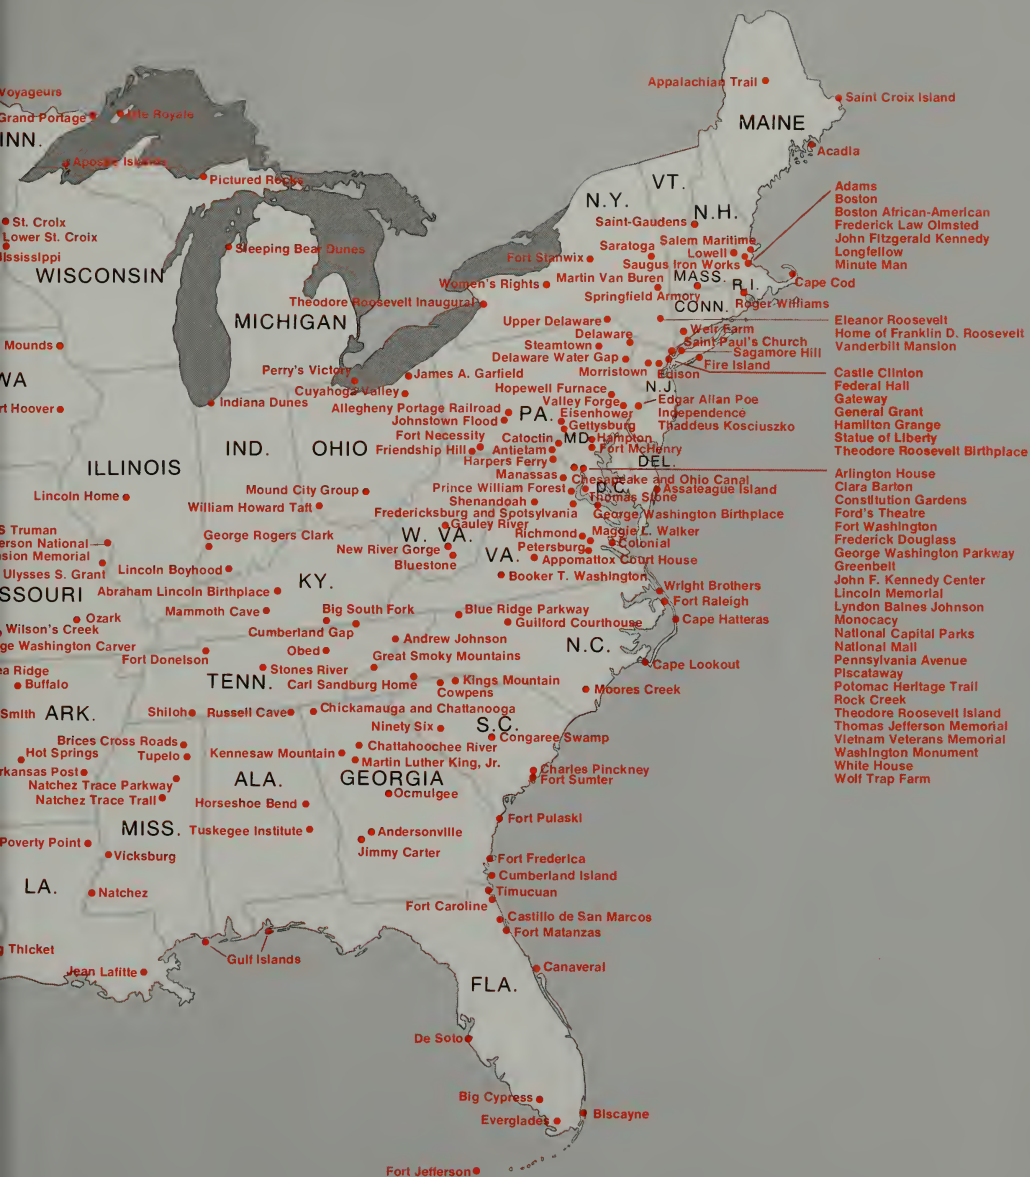 Voyageurs
Grand Portage
Isle Royale
INN.
Apostle Islands
Pictured Rocks
St. Croix
Lower St. Croix
Mississippi
WISCONSIN
Sleeping Bear Dunes
MICHIGAN
Mounds
WA
rt Hoover
Indiana Dunes
Perry's Victory
Cuyahoga Valley
James A. Garfield
Theodore Roosevelt Inaugural
Women's Rights
Fort Stanwix
Appalachian Trail
Saint Croix Island
MAINE
Acadia
VT.
N.Y.
N.H.
Saint-Gaudens
Saratoga
Salem Maritime
Lowell
Saugus Iron Works
Martin Van Buren
MASS.
R.I.
Springfield Armory
CONN.
Roger Williams
Cape Cod
Adams
Boston
Boston African-American
Frederick Law Olmsted
John Fitzgerald Kennedy
Longfellow
Minute Man
Eleanor Roosevelt
Home of Franklin D. Roosevelt
Vanderbilt Mansion
Upper Delaware
Weir Farm
Delaware
Saint Paul's Church
Steamtown
Sagamore Hill
Delaware Water Gap
Fire Island
Morristown
Edison
Castle Clinton
Federal Hall
Gateway
General Grant
Hamilton Grange
Statue of Liberty
Theodore Roosevelt Birthplace
Hopewell Furnace
N.J.
Valley Forge
Edgar Allan Poe
Independence
Thaddeus Kosciuszko
Allegheny Portage Railroad
PA.
Eisenhower
Johnstown Flood
Gettysburg
Fort Necessity
Catoctin
MD.
Hampton
Friendship Hill
Antietam
Fort McHenry
Harpers Ferry
DEL.
Manassas
Chesapeake and Ohio Canal
Prince William Forest
D.C.
Assateague Island
Shenandoah
Thomas Stone
Fredericksburg and Spotsylvania
George Washington Birthplace
Arlington House
Clara Barton
Constitution Gardens
Ford's Theatre
Fort Washington
Frederick Douglass
George Washington Parkway
Greenbelt
John F. Kennedy Center
Lincoln Memorial
Lyndon Baines Johnson
Monocacy
National Capital Parks
National Mall
Pennsylvania Avenue
Piscataway
Potomac Heritage Trail
Rock Creek
Theodore Roosevelt Island
Thomas Jefferson Memorial
Vietnam Veterans Memorial
Washington Monument
White House
Wolf Trap Farm
IND.
OHIO
ILLINOIS
Lincoln Home
Mound City Group
William Howard Taft
Gauley River
W. VA.
Richmond
Maggie L. Walker
New River Gorge
Petersburg
Colonial
Bluestone
VA.
Appomattox Court House
Booker T. Washington
S Truman
erson National
nsion Memorial
Ulysses S. Grant
George Rogers Clark
Lincoln Boyhood
SSOURI
Abraham Lincoln Birthplace
KY.
Mammoth Cave
Ozark
Wilson's Creek
ge Washington Carver
Big South Fork
Cumberland Gap
Blue Ridge Parkway
Guilford Courthouse
Wright Brothers
Fort Raleigh
Cape Hatteras
Andrew Johnson
N.C.
Fort Donelson
Obed
Great Smoky Mountains
Stones River
Cape Lookout
ea Ridge
Buffalo
TENN.
Carl Sandburg Home
Kings Mountain
Cowpens
Moores Creek
Smith
ARK.
Shiloh
Russell Cave
Chickamauga and Chattanooga
Ninety Six
S.C.
Congaree Swamp
Brices Cross Roads
Hot Springs
Tupelo
Kennesaw Mountain
Chattahoochee River
Martin Luther King, Jr.
rkansas Post
Natchez Trace Parkway
Natchez Trace Trail
ALA.
GEORGIA
Charles Pinckney
Fort Sumter
Ocmulgee
Horseshoe Bend
MISS.
Tuskegee Institute
Andersonville
Jimmy Carter
Fort Pulaski
Poverty Point
Vicksburg
Fort Frederica
Cumberland Island
LA.
Natchez
Timucuan
Fort Caroline
Castillo de San Marcos
Fort Matanzas
g Thicket
Gulf Islands
Jean Lafitte
Canaveral
FLA.
De Soto
Big Cypress
Everglades
Biscayne
Fort Jefferson